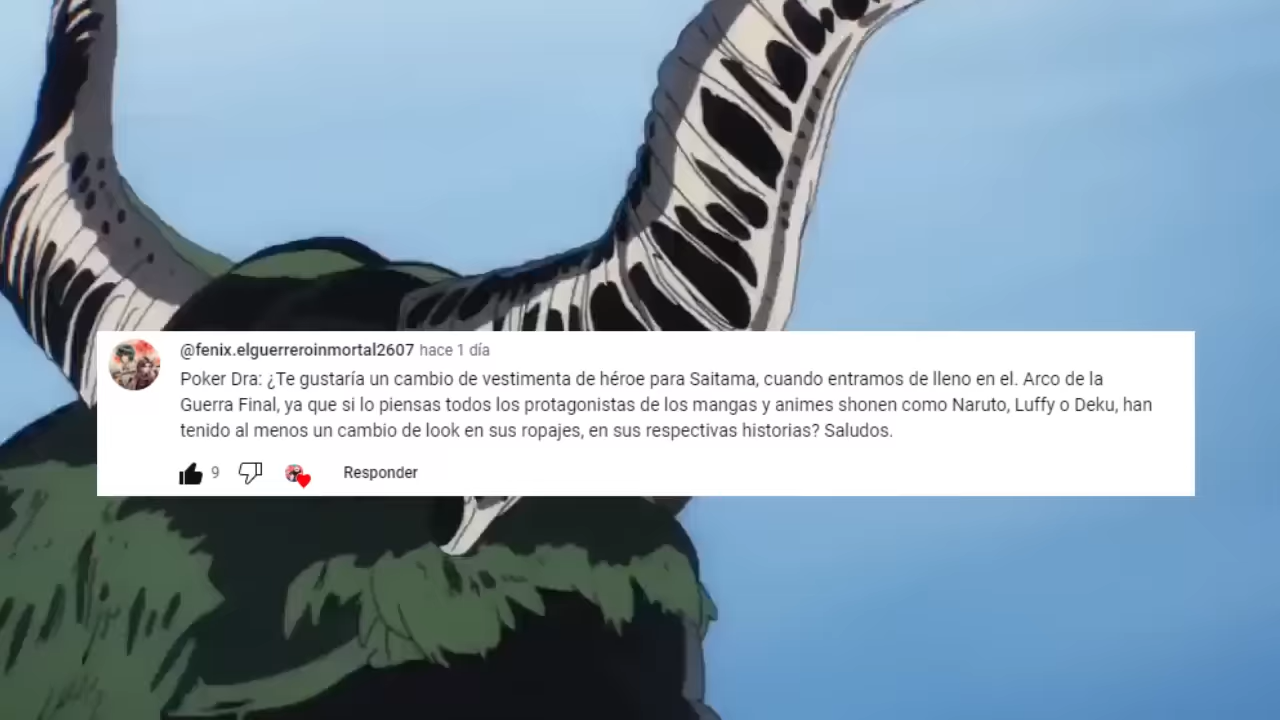 @fenix.elguerreroinmortal2607 hace 1 día
Poker Dra: ¿Te gustaría un cambio de vestimenta de héroe para Saitama, cuando entramos de lleno en el. Arco de la
Guerra Final, ya que si lo piensas todos los protagonistas de los mangas y animes shonen como Naruto, Luffy o Deku, han
tenido al menos un cambio de look en sus ropajes, en sus respectivas historias? Saludos.
9 Responder